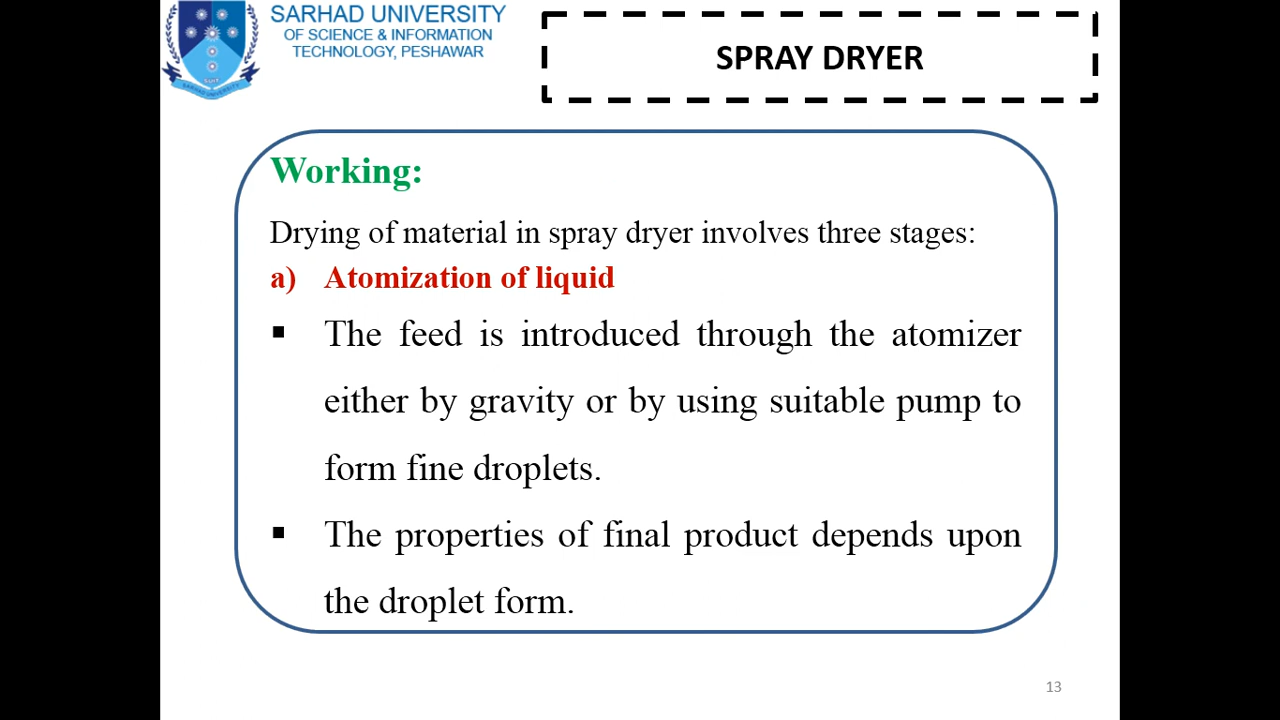 SARHAD UNIVERSITY
OF SCIENCE & INFORMATION
TECHNOLOGY, PESHAWAR
SPRAY DRYER
Working:
Drying of material in spray dryer involves three stages:
a) Atomization of liquid
▪ The feed is introduced through the atomizer
either by gravity or by using suitable pump to
form fine droplets.
▪ The properties of final product depends upon
the droplet form.
13